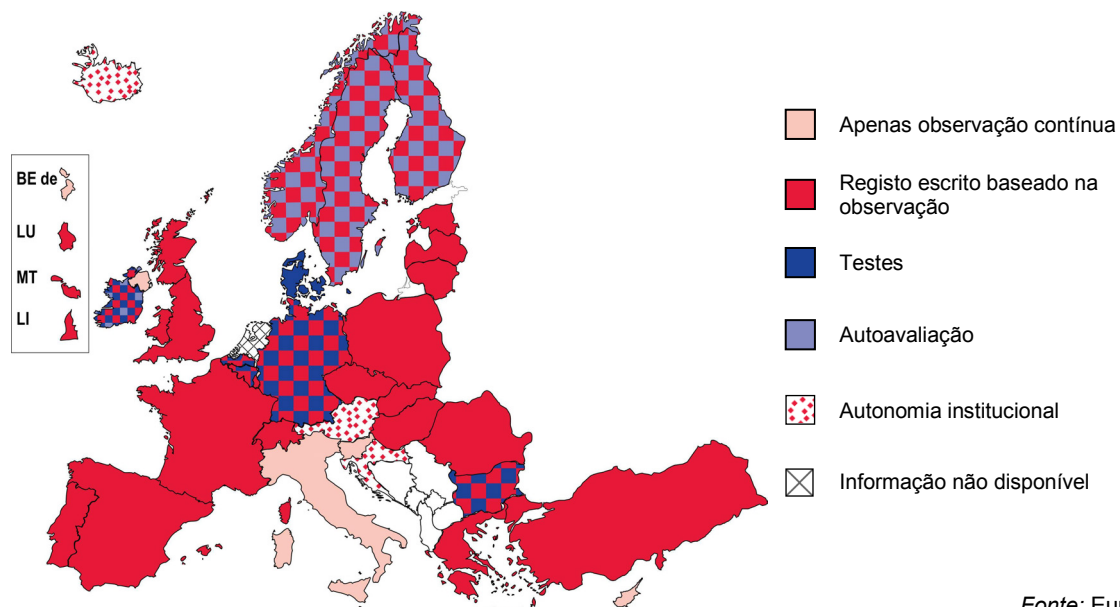 BE de
LU
MT
LI
Apenas observação contínua
Registo escrito baseado na
observação
Testes
Autoavaliação
Autonomia institucional
Informação não disponível
Fonte: Eur